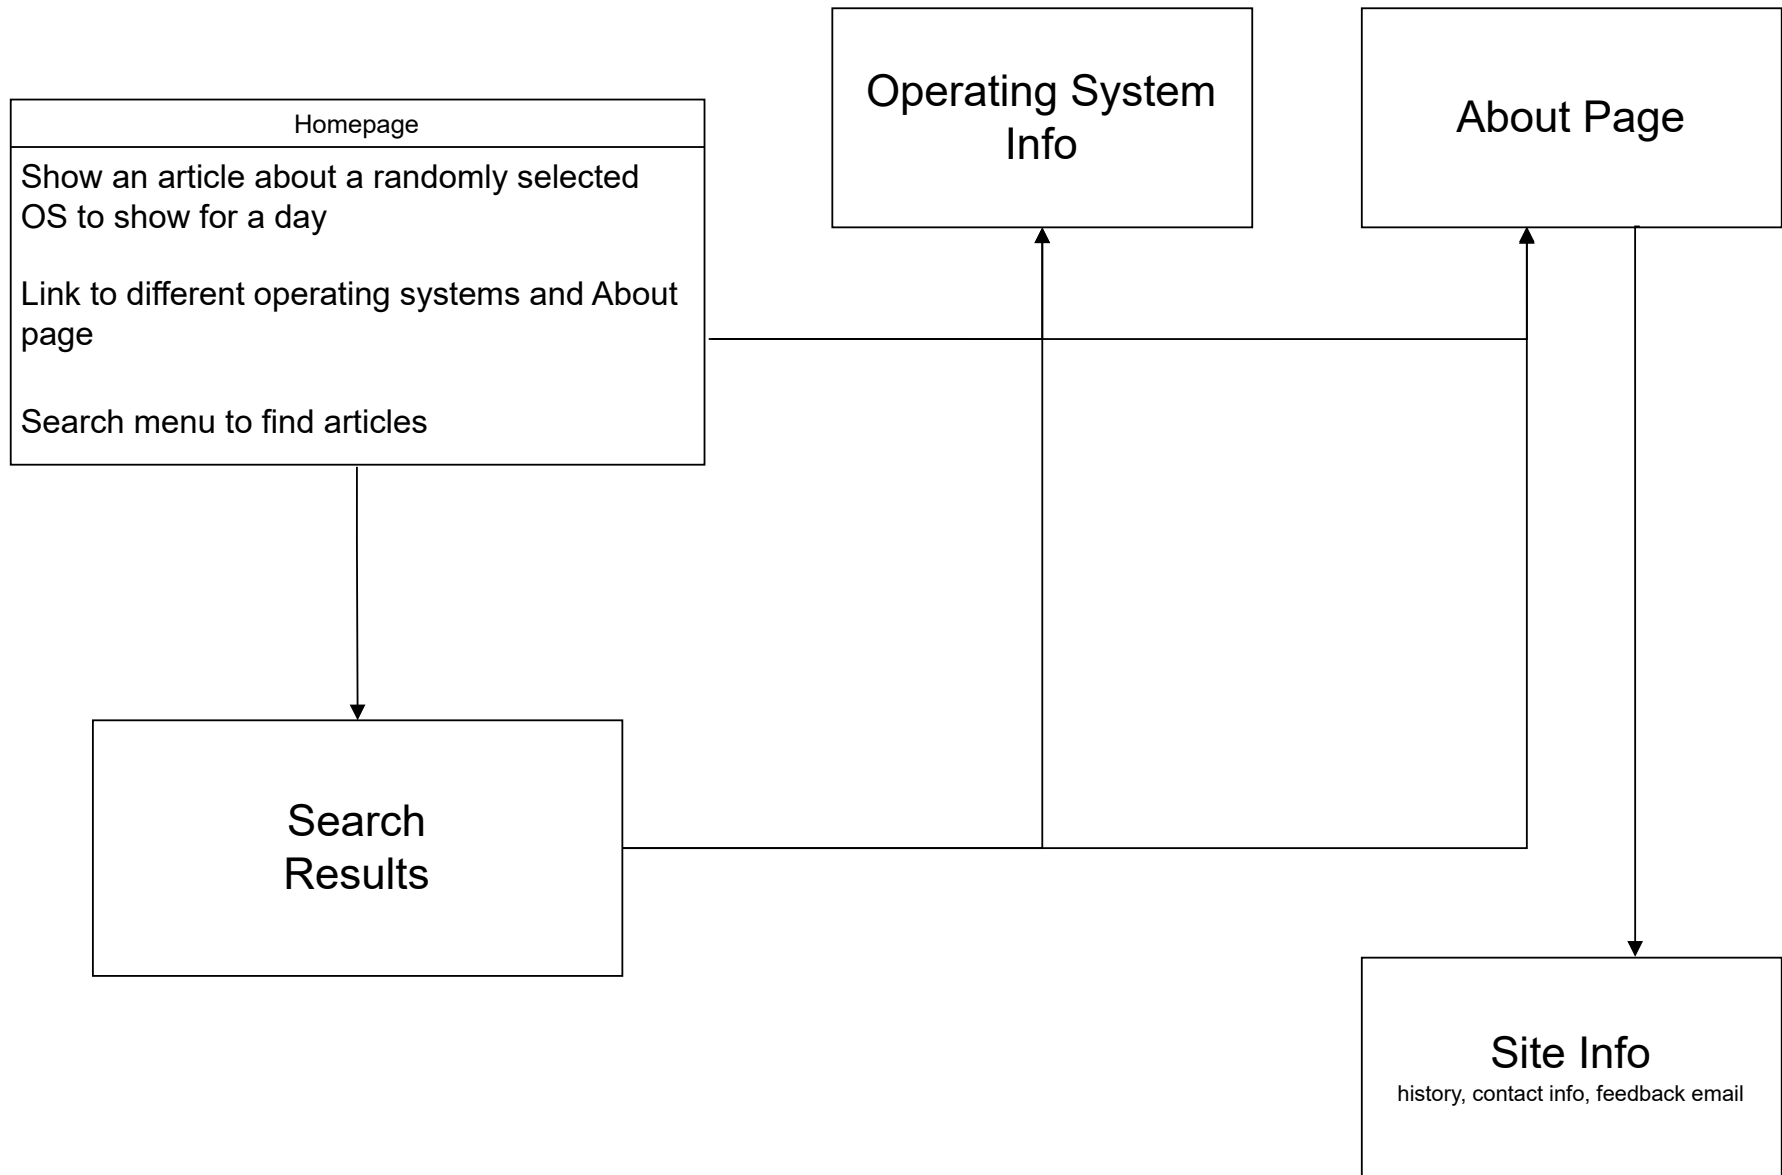 Operating System
Info
About Page
Homepage
Show an article about a randomly selected
OS to show for a day
Link to different operating systems and About
page
Search menu to find articles
Search
Results
Site Info
history, contact info, feedback email